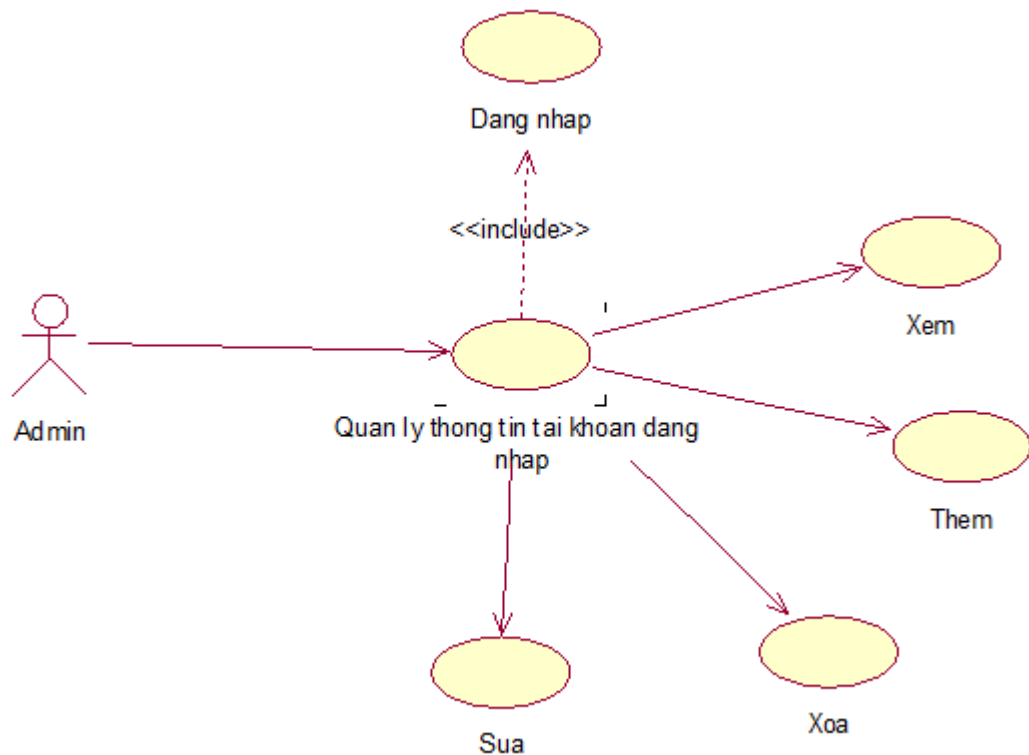 Dang nhap
<<include>>
Xem
Admin
Quan ly thong tin tai khoan dang
nhap
Them
Xoa
Sua